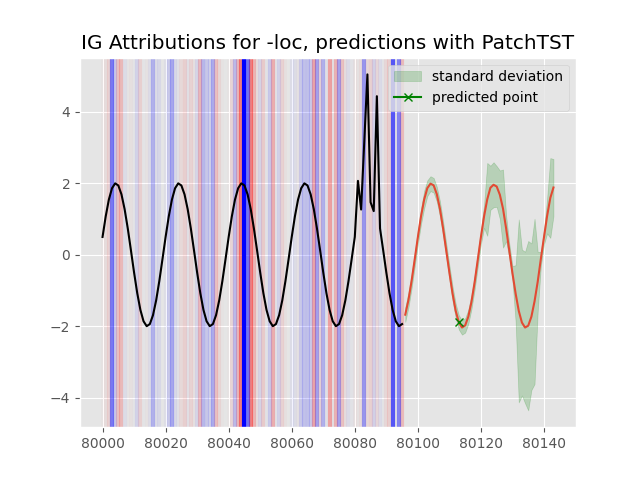 IG Attributions for -loc, predictions with PatchTST
standard deviation
predicted point
4
2
0
−2
−4
80000 80020 80040 80060 80080 80100 80120 80140